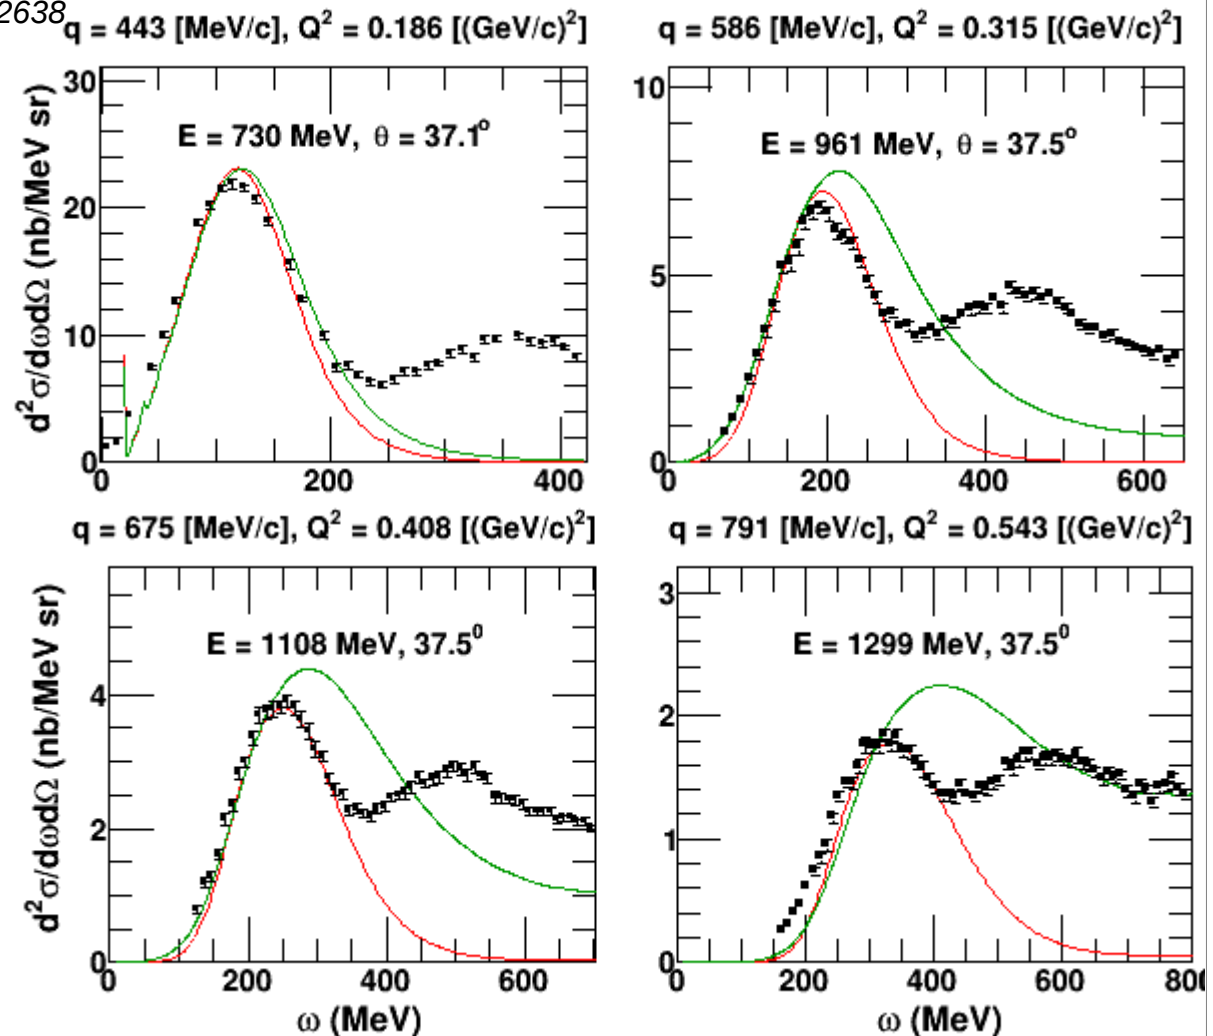 2638
q = 443 [MeV/c], Q² = 0.186 [(GeV/c)²]
q = 586 [MeV/c], Q² = 0.315 [(GeV/c)²]
d²σ/dωdΩ (nb/MeV sr)
30
20
10
0
E = 730 MeV, θ = 37.1°
0 200 400
10
5
0
E = 961 MeV, θ = 37.5°
0 200 400 600
q = 675 [MeV/c], Q² = 0.408 [(GeV/c)²]
q = 791 [MeV/c], Q² = 0.543 [(GeV/c)²]
d²σ/dωdΩ (nb/MeV sr)
4
2
0
E = 1108 MeV, 37.5⁰
0 200 400 600
ω (MeV)
3
2
1
0
E = 1299 MeV, 37.5⁰
0 200 400 600
ω (MeV)